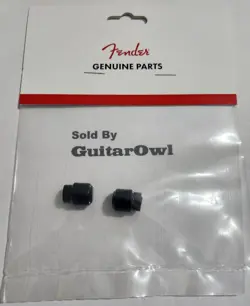 Fender
GENUINE PARTS
Sold By
GuitarOwl